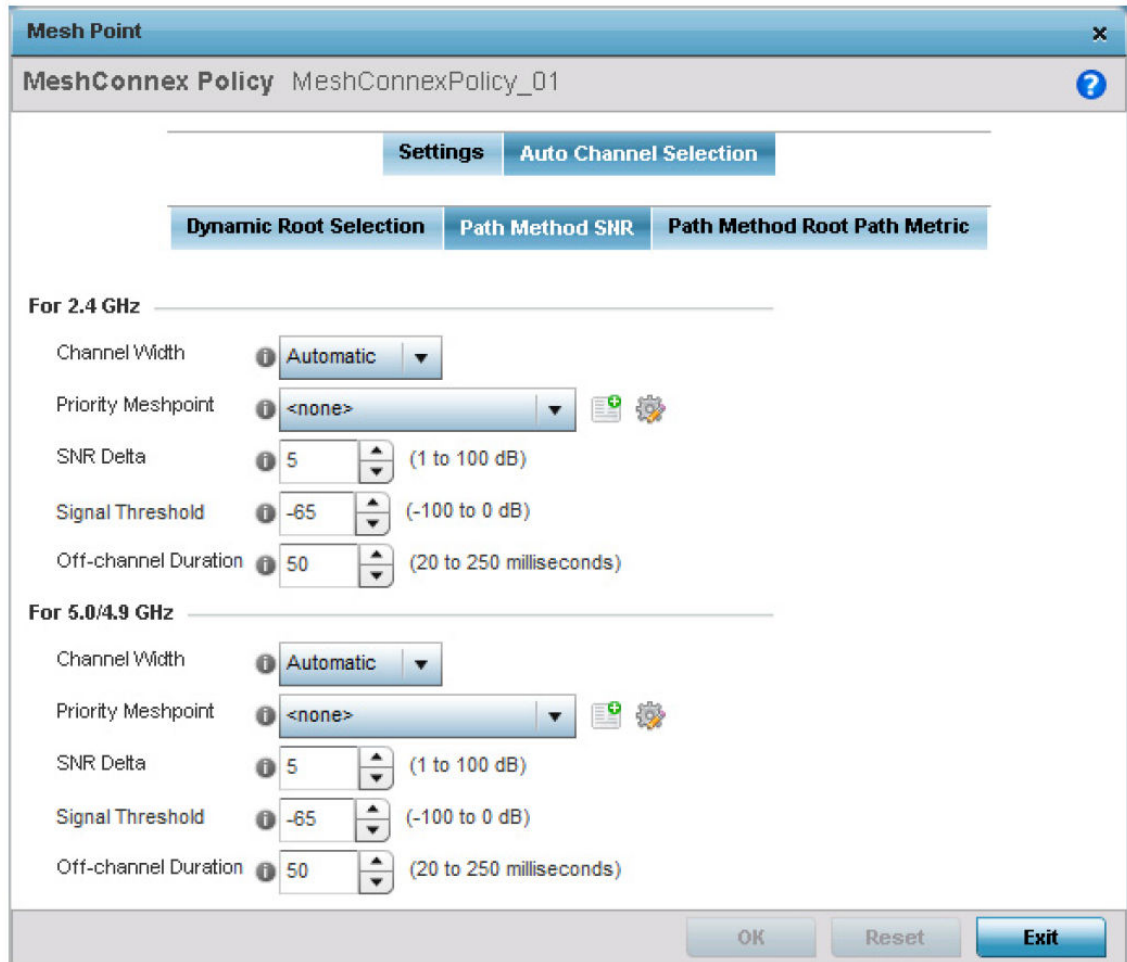 Mesh Point
MeshConnex Policy MeshConnexPolicy_01
Settings Auto Channel Selection
Dynamic Root Selection Path Method SNR Path Method Root Path Metric
For 2.4 GHz
Channel Width Automatic
Priority Meshpoint <none>
SNR Delta 5 (1 to 100 dB)
Signal Threshold -65 (-100 to 0 dB)
Off-channel Duration 50 (20 to 250 milliseconds)
For 5.0/4.9 GHz
Channel Width Automatic
Priority Meshpoint <none>
SNR Delta 5 (1 to 100 dB)
Signal Threshold -65 (-100 to 0 dB)
Off-channel Duration 50 (20 to 250 milliseconds)
OK Reset Exit